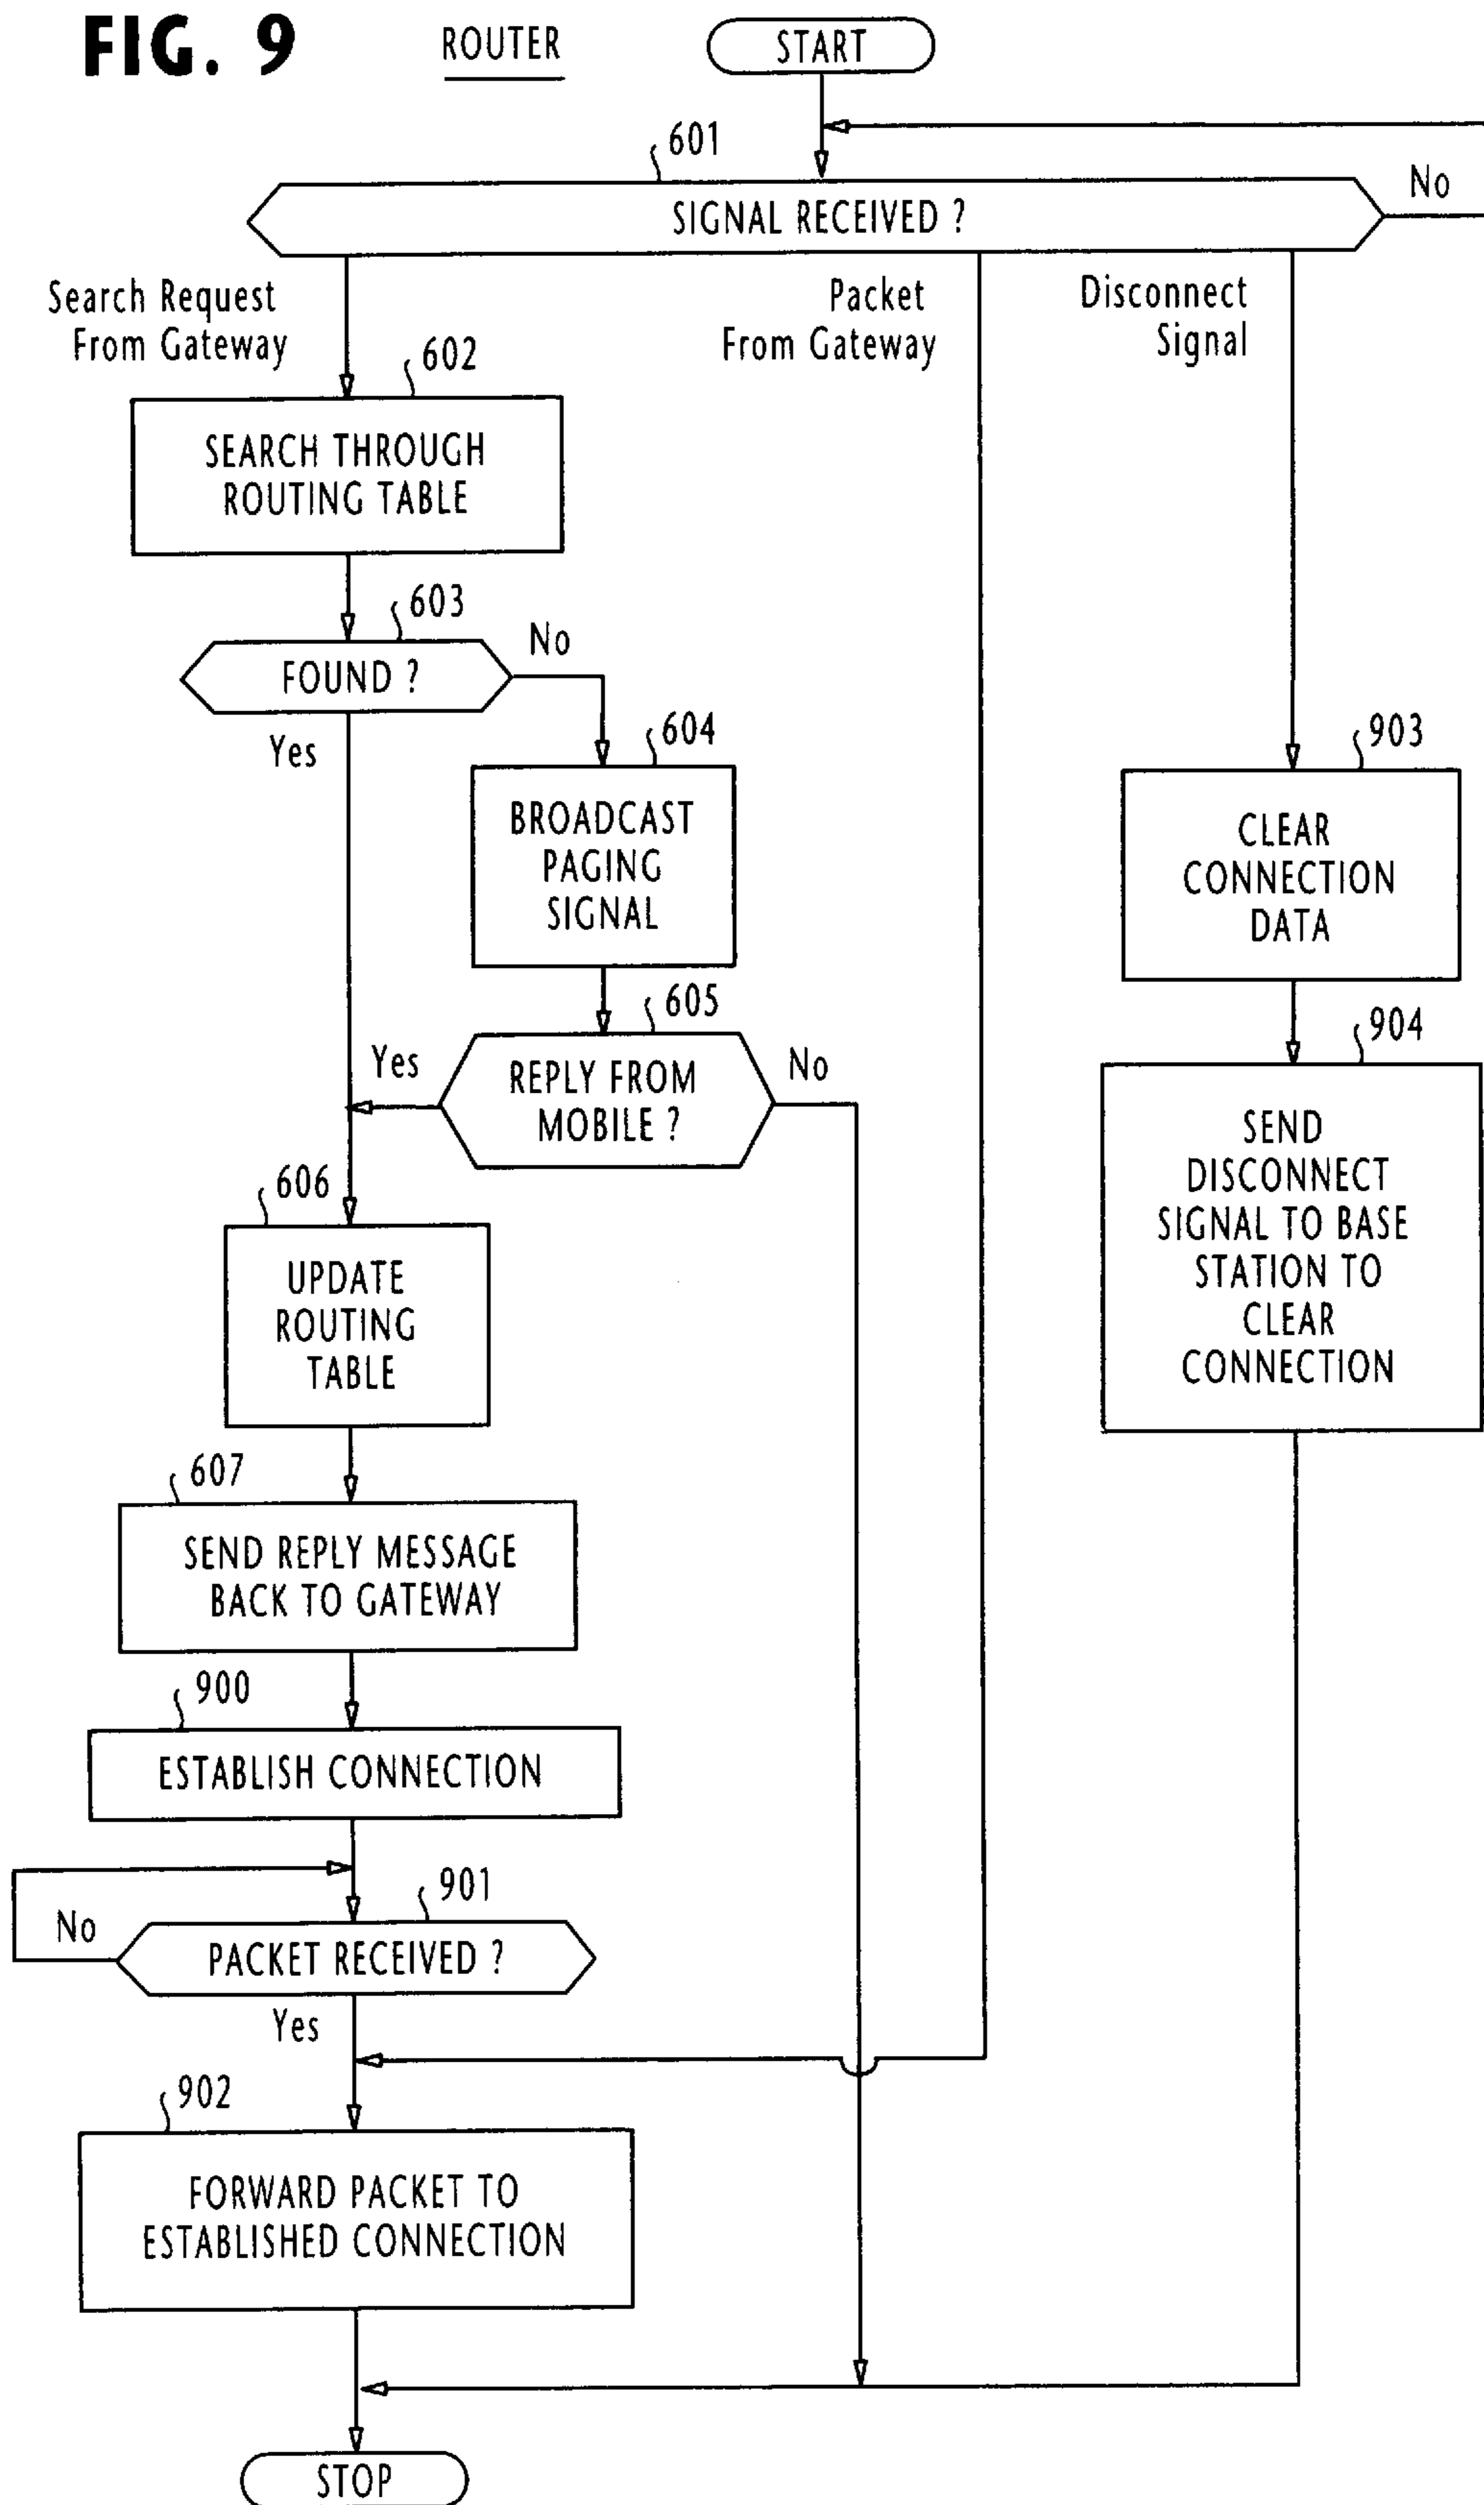 FIG. 9
ROUTER
START
601
SIGNAL RECEIVED ?
No
Search Request
From Gateway
Packet
From Gateway
Disconnect
Signal
602
SEARCH THROUGH
ROUTING TABLE
603
FOUND ?
No
Yes
604
BROADCAST
PAGING
SIGNAL
903
CLEAR
CONNECTION
DATA
605
REPLY FROM
MOBILE ?
Yes
No
904
SEND
DISCONNECT
SIGNAL TO BASE
STATION TO
CLEAR
CONNECTION
606
UPDATE
ROUTING
TABLE
607
SEND REPLY MESSAGE
BACK TO GATEWAY
900
ESTABLISH CONNECTION
901
No
PACKET RECEIVED ?
Yes
902
FORWARD PACKET TO
ESTABLISHED CONNECTION
STOP